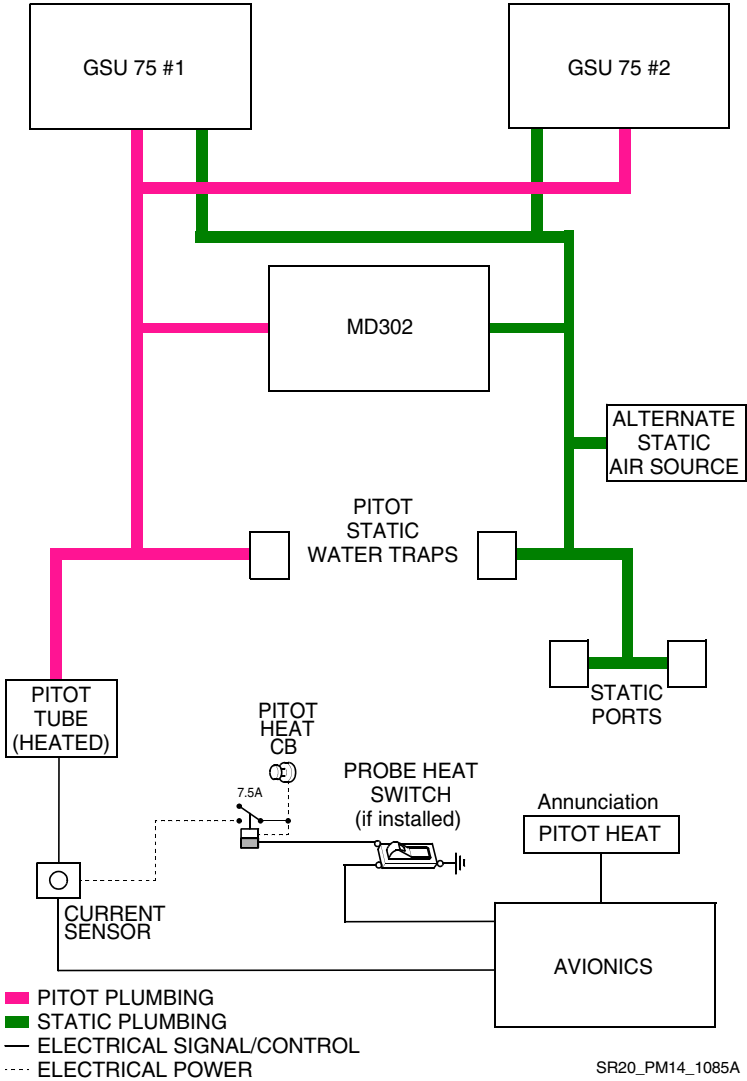 GSU 75 #1
GSU 75 #2
MD302
ALTERNATE
STATIC
AIR SOURCE
PITOT
STATIC
WATER TRAPS
PITOT
TUBE
(HEATED)
STATIC
PORTS
PITOT
HEAT
CB
7.5A
PROBE HEAT
SWITCH
(if installed)
Annunciation
PITOT HEAT
CURRENT
SENSOR
AVIONICS
PITOT PLUMBING
STATIC PLUMBING
ELECTRICAL SIGNAL/CONTROL
ELECTRICAL POWER
SR20_PM14_1085A